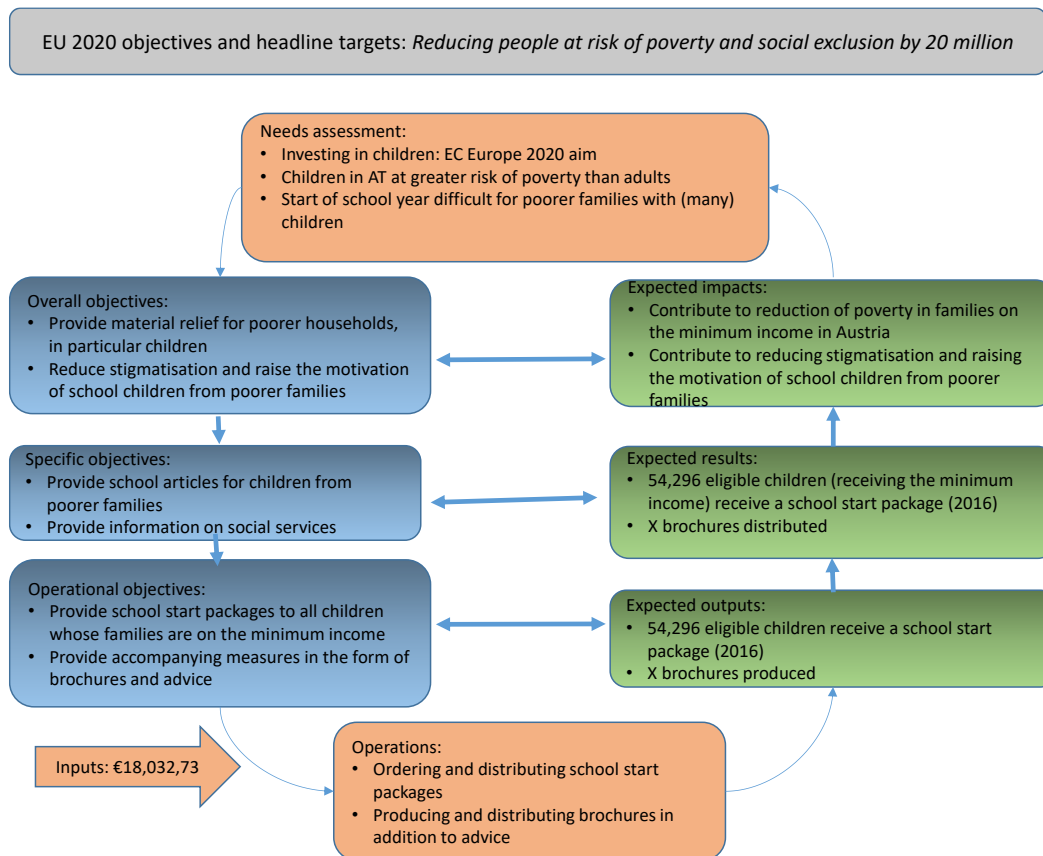 EU 2020 objectives and headline targets: Reducing people at risk of poverty and social exclusion by 20 million
Needs assessment:
• Investing in children: EC Europe 2020 aim
• Children in AT at greater risk of poverty than adults
• Start of school year difficult for poorer families with (many)
children
Overall objectives:
• Provide material relief for poorer households,
in particular children
• Reduce stigmatisation and raise the motivation
of school children from poorer families
Expected impacts:
• Contribute to reduction of poverty in families on
the minimum income in Austria
• Contribute to reducing stigmatisation and raising
the motivation of school children from poorer
families
Specific objectives:
• Provide school articles for children from
poorer families
• Provide information on social services
Expected results:
• 54,296 eligible children (receiving the minimum
income) receive a school start package (2016)
• X brochures distributed
Operational objectives:
• Provide school start packages to all children
whose families are on the minimum income
• Provide accompanying measures in the form of
brochures and advice
Expected outputs:
• 54,296 eligible children receive a school start
package (2016)
• X brochures produced
Inputs: €18,032,73
Operations:
• Ordering and distributing school start
packages
• Producing and distributing brochures in
addition to advice